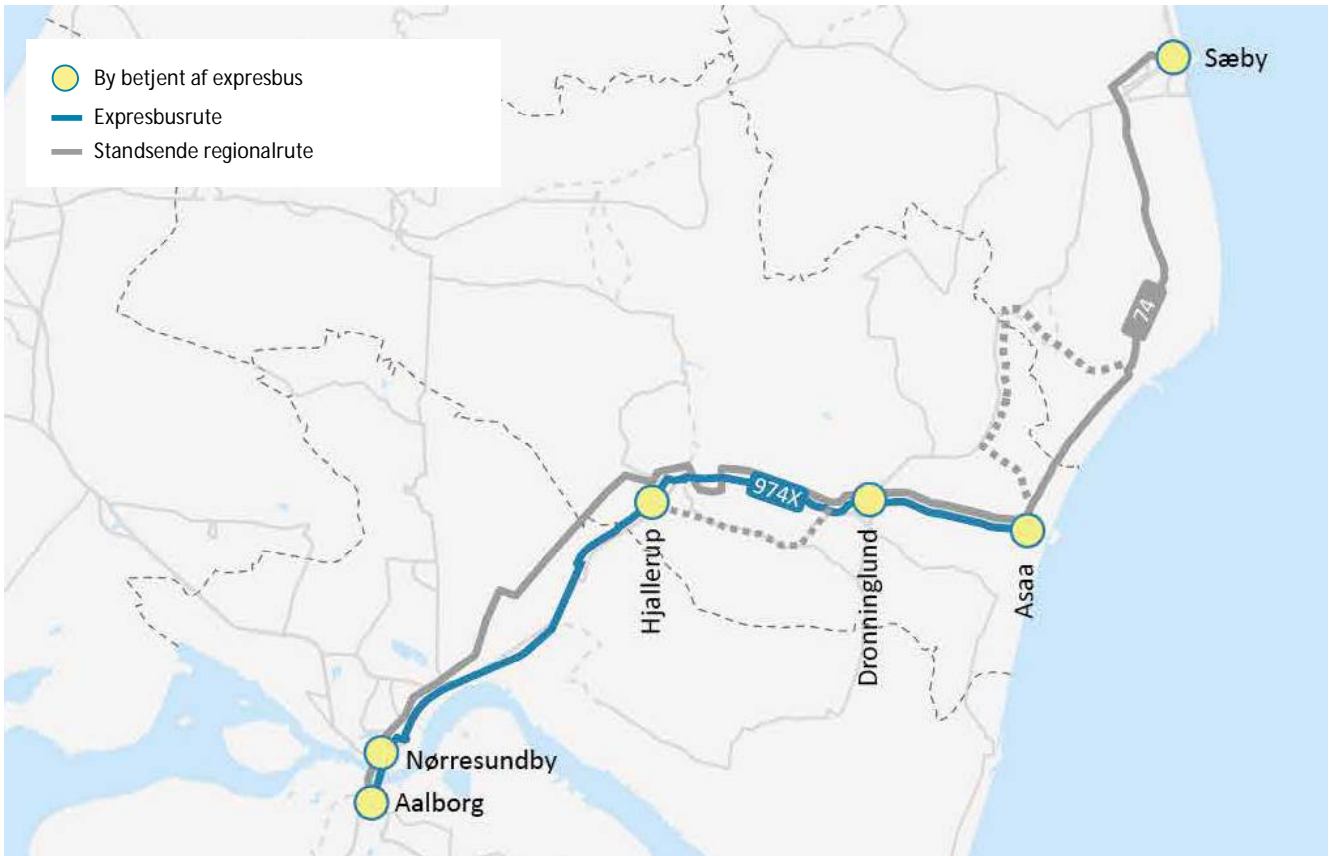 By betjent af expresbus
Expresbusrute
Standsende regionalrute
Sæby
74
974X
Hjallerup
Dronninglund
Asaa
Nørresundby
Aalborg